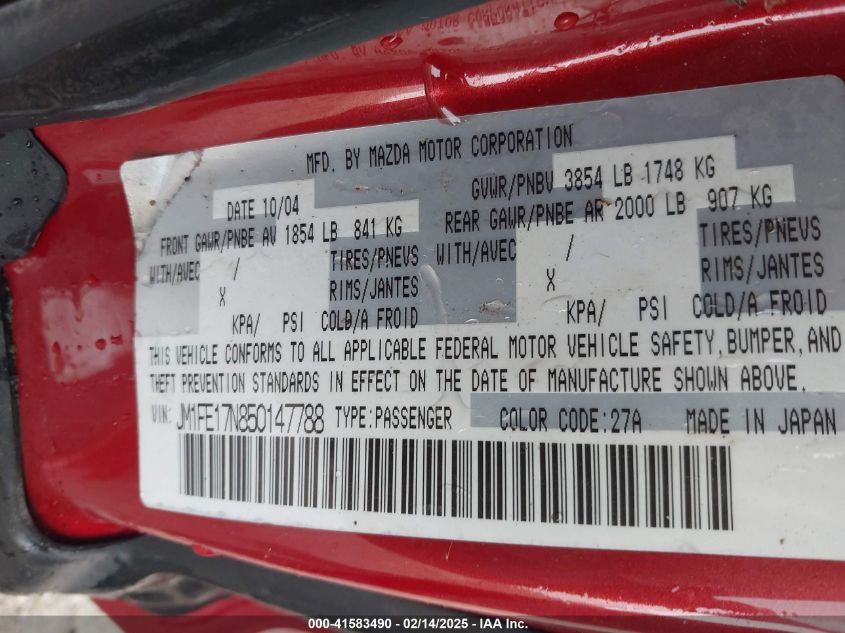 MFD. BY MAZDA MOTOR CORPORATION
DATE 10/04 GVWR/PNBV 3854 LB 1748 KG
FRONT GAWR/PNBE AV 1854 LB 841 KG REAR GAWR/PNBE AR 2000 LB 907 KG
WITH/AVEC / TIRES/PNEVS WITH/AVEC / TIRES/PNEVS
X RIMS/JANTES X RIMS/JANTES
KPA/ PSI COLD/A FROID KPA/ PSI COLD/A FROID
THIS VEHICLE CONFORMS TO ALL APPLICABLE FEDERAL MOTOR VEHICLE SAFETY, BUMPER, AND
THEFT PREVENTION STANDARDS IN EFFECT ON THE DATE OF MANUFACTURE SHOWN ABOVE.
VIN: JM1FE17N850147788 TYPE:PASSENGER COLOR CODE:27A MADE IN JAPAN
000-41583490 - 02/14/2025 - IAA Inc.